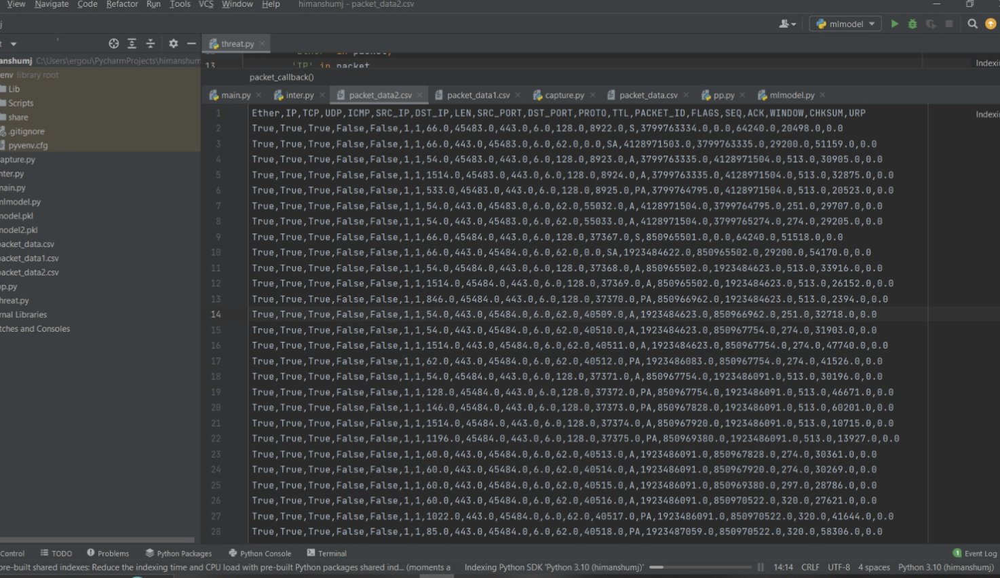 View Navigate Code Refactor Run Tools VCS Window Help himanshumj - packet_data2.csv
mlmodel
threat.py
anshumj C:\Users\ergou\PycharmProjects\himanshum
env library root
Lib
Scripts
share
.gitignore
pyvenv.cfg
apture.py
nter.py
main.py
mlmodel.py
model.pkl
model2.pkl
packet_data.csv
packet_data1.csv
packet_data2.csv
pp.py
hreat.py
rnal Libraries
tches and Consoles
13 'IP' in packet
Indexin
packet_callback()
main.py inter.py packet_data2.csv packet_data1.csv capture.py packet_data.csv pp.py mlmodel.py
Indexin
1 Ether,IP,TCP,UDP,ICMP,SRC_IP,DST_IP,LEN,SRC_PORT,DST_PORT,PROTO,TTL,PACKET_ID,FLAGS,SEQ,ACK,WINDOW,CHKSUM,URP
2 True,True,True,False,False,1,1,66.0,45483.0,443.0,6.0,128.0,8922.0,S,3799763334.0,0.0,64240.0,20498.0,0.0
3 True,True,True,False,False,1,1,66.0,443.0,45483.0,6.0,62.0,0.0,SA,4128971503.0,3799763335.0,29200.0,51159.0,0.0
4 True,True,True,False,False,1,1,54.0,45483.0,443.0,6.0,128.0,8923.0,A,3799763335.0,4128971504.0,513.0,30905.0,0.0
5 True,True,True,False,False,1,1,1514.0,45483.0,443.0,6.0,128.0,8924.0,A,3799763335.0,4128971504.0,513.0,32875.0,0.0
6 True,True,True,False,False,1,1,533.0,45483.0,443.0,6.0,128.0,8925.0,PA,3799764795.0,4128971504.0,513.0,20523.0,0.0
7 True,True,True,False,False,1,1,54.0,443.0,45483.0,6.0,62.0,55032.0,A,4128971504.0,3799764795.0,251.0,29707.0,0.0
8 True,True,True,False,False,1,1,54.0,443.0,45483.0,6.0,62.0,55033.0,A,4128971504.0,3799765274.0,274.0,29205.0,0.0
9 True,True,True,False,False,1,1,66.0,45484.0,443.0,6.0,128.0,37367.0,S,850965501.0,0.0,64240.0,51518.0,0.0
10 True,True,True,False,False,1,1,66.0,443.0,45484.0,6.0,62.0,0.0,SA,1923484622.0,850965502.0,29200.0,54170.0,0.0
11 True,True,True,False,False,1,1,54.0,45484.0,443.0,6.0,128.0,37368.0,A,850965502.0,1923484623.0,513.0,33916.0,0.0
12 True,True,True,False,False,1,1,1514.0,45484.0,443.0,6.0,128.0,37369.0,A,850965502.0,1923484623.0,513.0,26152.0,0.0
13 True,True,True,False,False,1,1,846.0,45484.0,443.0,6.0,128.0,37370.0,PA,850966962.0,1923484623.0,513.0,2394.0,0.0
14 True,True,True,False,False,1,1,54.0,443.0,45484.0,6.0,62.0,40509.0,A,1923484623.0,850966962.0,251.0,32718.0,0.0
15 True,True,True,False,False,1,1,54.0,443.0,45484.0,6.0,62.0,40510.0,A,1923484623.0,850967754.0,274.0,31903.0,0.0
16 True,True,True,False,False,1,1,1514.0,443.0,45484.0,6.0,62.0,40511.0,A,1923484623.0,850967754.0,274.0,47740.0,0.0
17 True,True,True,False,False,1,1,62.0,443.0,45484.0,6.0,62.0,40512.0,PA,1923486083.0,850967754.0,274.0,41526.0,0.0
18 True,True,True,False,False,1,1,54.0,45484.0,443.0,6.0,128.0,37371.0,A,850967754.0,1923486091.0,513.0,30196.0,0.0
19 True,True,True,False,False,1,1,128.0,45484.0,443.0,6.0,128.0,37372.0,PA,850967754.0,1923486091.0,513.0,46671.0,0.0
20 True,True,True,False,False,1,1,146.0,45484.0,443.0,6.0,128.0,37373.0,PA,850967828.0,1923486091.0,513.0,60201.0,0.0
21 True,True,True,False,False,1,1,1514.0,45484.0,443.0,6.0,128.0,37374.0,A,850967920.0,1923486091.0,513.0,10715.0,0.0
22 True,True,True,False,False,1,1,1196.0,45484.0,443.0,6.0,128.0,37375.0,PA,850969380.0,1923486091.0,513.0,13927.0,0.0
23 True,True,True,False,False,1,1,60.0,443.0,45484.0,6.0,62.0,40513.0,A,1923486091.0,850967828.0,274.0,30361.0,0.0
24 True,True,True,False,False,1,1,60.0,443.0,45484.0,6.0,62.0,40514.0,A,1923486091.0,850967920.0,274.0,30269.0,0.0
25 True,True,True,False,False,1,1,60.0,443.0,45484.0,6.0,62.0,40515.0,A,1923486091.0,850969380.0,297.0,28786.0,0.0
26 True,True,True,False,False,1,1,60.0,443.0,45484.0,6.0,62.0,40516.0,A,1923486091.0,850970522.0,320.0,27621.0,0.0
27 True,True,True,False,False,1,1,1022.0,443.0,45484.0,6.0,62.0,40517.0,PA,1923486091.0,850970522.0,320.0,41644.0,0.0
28 True,True,True,False,False,1,1,85.0,443.0,45484.0,6.0,62.0,40518.0,PA,1923487059.0,850970522.0,320.0,58306.0,0.0
Control TODO Problems Python Packages Python Console Terminal 1 Event Log
pre-built shared indexes: Reduce the indexing time and CPU load with pre-built Python packages shared ind... (moments a Indexing Python SDK 'Python 3.10 (himanshumj)' 14:14 CRLF UTF-8 4 spaces Python 3.10 (himanshumj)